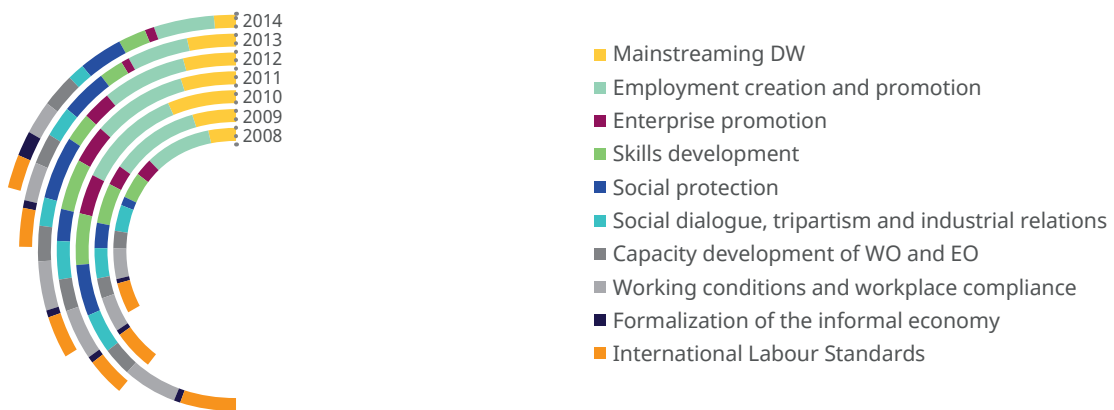 2014
2013
2012
2011
2010
2009
2008
Mainstreaming DW
Employment creation and promotion
Enterprise promotion
Skills development
Social protection
Social dialogue, tripartism and industrial relations
Capacity development of WO and EO
Working conditions and workplace compliance
Formalization of the informal economy
International Labour Standards